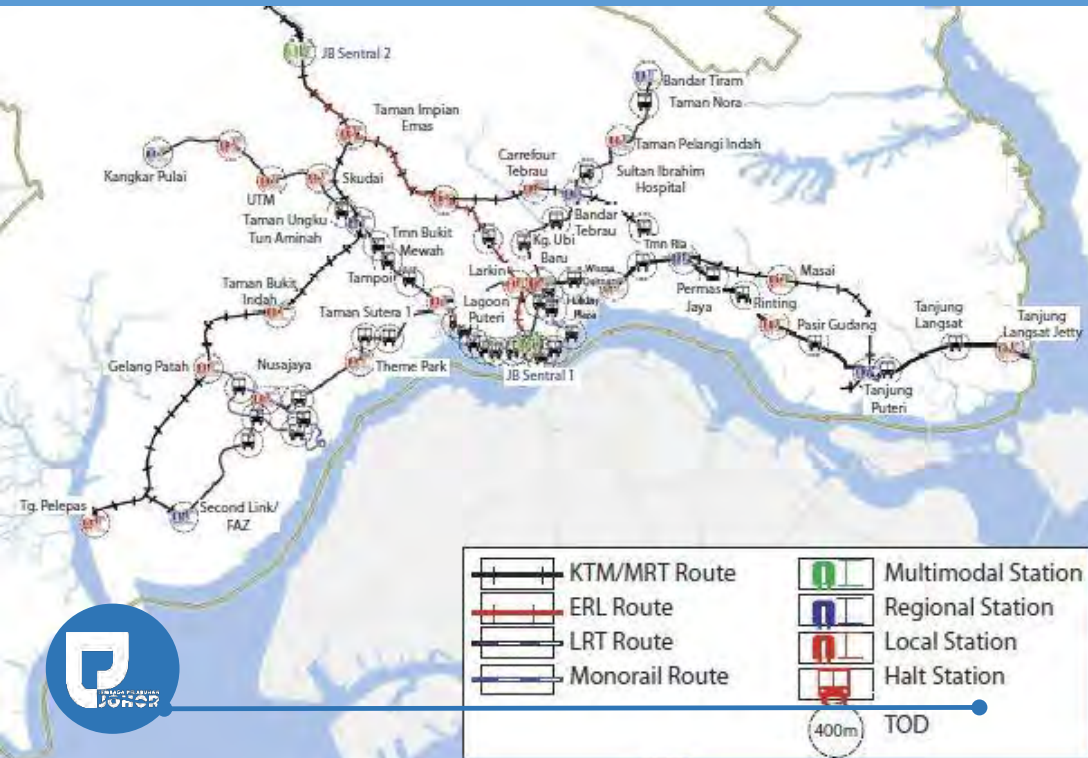 JB Sentral 2
Bandar Tiram
Taman Nora
Taman Impian
Emas
Taman Pelangi Indah
Carrefour
Tebrau
Sultan Ibrahim
Hospital
Kangkar Pulai
Skudai
UTM
Taman Ungku
Tun Aminah
Bandar
Tebrau
Tmn Bukit
Mewah
Kg. Ubi
Baru
Tmn Ria
Larkin
Masai
Tampoi
Taman Bukit
Indah
Permas
Jaya
Rinting
Lagoon
Puteri
Taman Sutera 1
Pasir Gudang
Tanjung
Langsat
Tanjung
Langsat Jetty
Gelang Patah
Nusajaya
Theme Park
JB Sentral 1
Tanjung
Puteri
Tg. Pelepas
Second Link/
FAZ
KTM/MRT Route
ERL Route
LRT Route
Monorail Route
Multimodal Station
Regional Station
Local Station
Halt Station
400m
TOD
LEMBAGA PELABUHAN
JOHOR